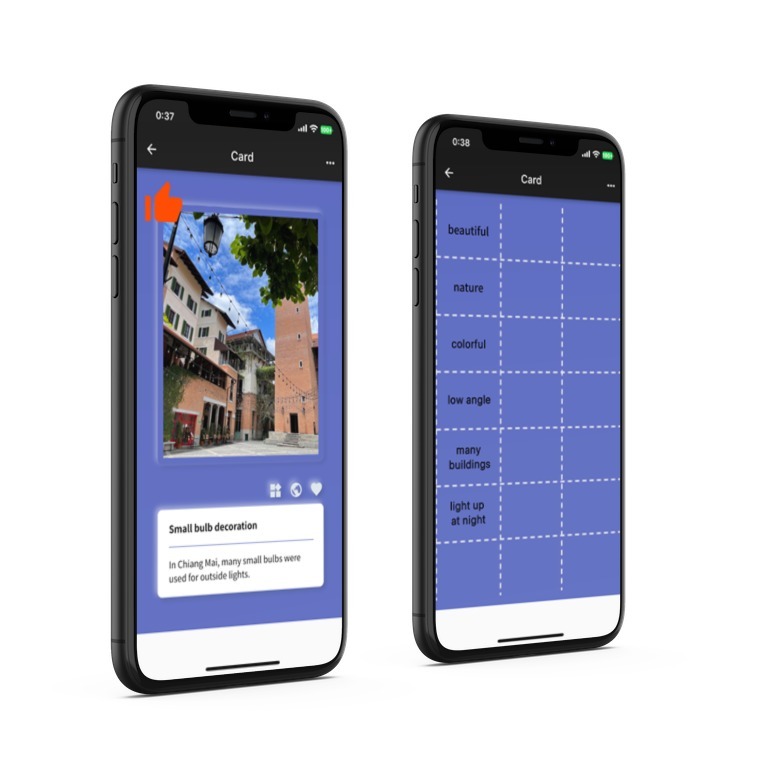 0:37
Card
Small bulb decoration
In Chiang Mai, many small bulbs were
used for outside lights.
0:38
Card
beautiful
nature
colorful
low angle
many
buildings
light up
at night